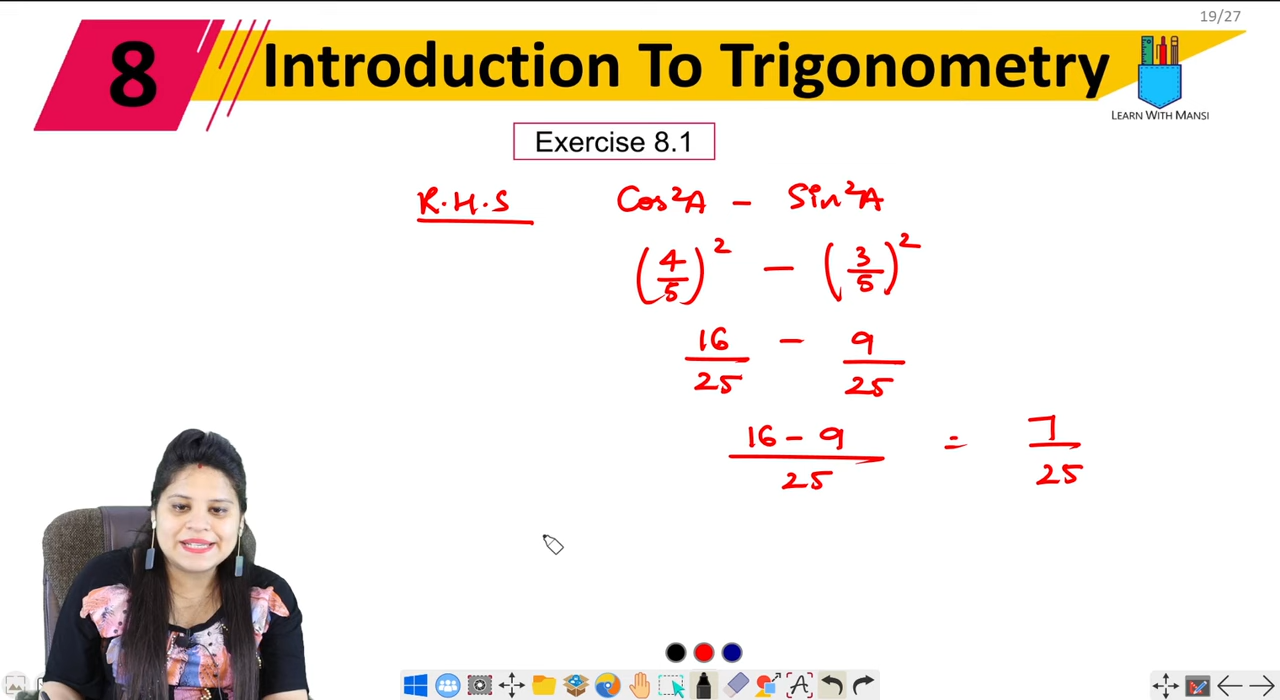 19/27
8 Introduction To Trigonometry
LEARN WITH MANSI
Exercise 8.1
R.H.S Cos²A - Sin²A
(4/5)² - (3/5)²
16/25 - 9/25
16-9/25 = 7/25